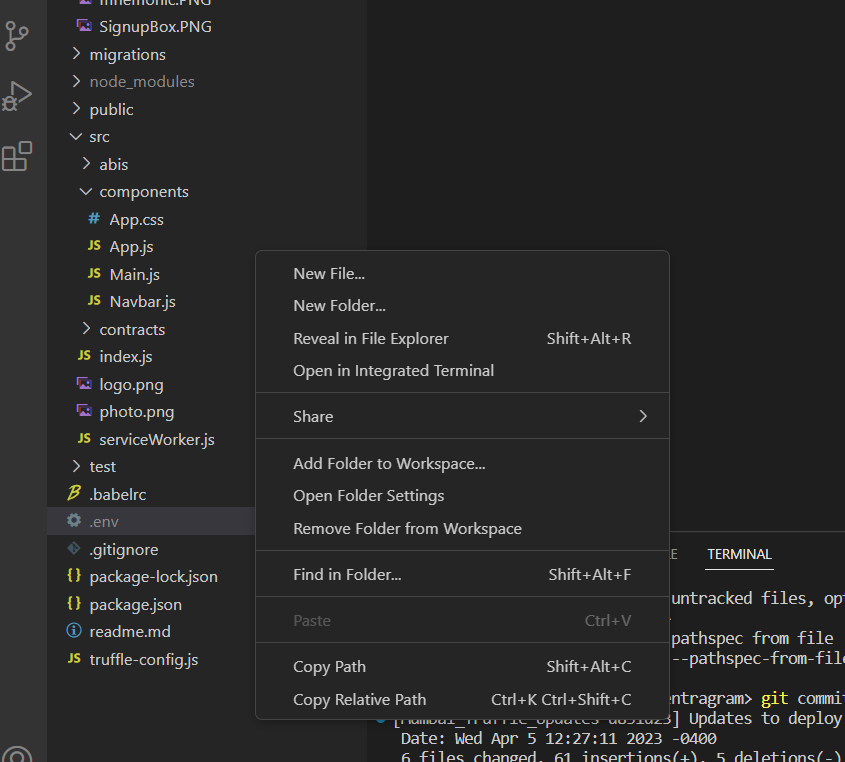 mnemonic.PNG
SignupBox.PNG
migrations
node_modules
public
src
abis
components
# App.css
JS App.js
JS Main.js
JS Navbar.js
contracts
JS index.js
logo.png
photo.png
JS serviceWorker.js
test
.babelrc
.env
.gitignore
{} package-lock.json
{} package.json
readme.md
JS truffle-config.js
New File...
New Folder...
Reveal in File Explorer Shift+Alt+R
Open in Integrated Terminal
Share
Add Folder to Workspace...
Open Folder Settings
Remove Folder from Workspace
Find in Folder... Shift+Alt+F
Paste Ctrl+V
Copy Path Shift+Alt+C
Copy Relative Path Ctrl+K Ctrl+Shift+C
E TERMINAL
untracked files, opt
pathspec from file
--pathspec-from-file
entragram> git commit
Updates to deploy
Date: Wed Apr 5 12:27:11 2023 -0400
6 files changed, 61 insertions(+), 5 deletions(-)